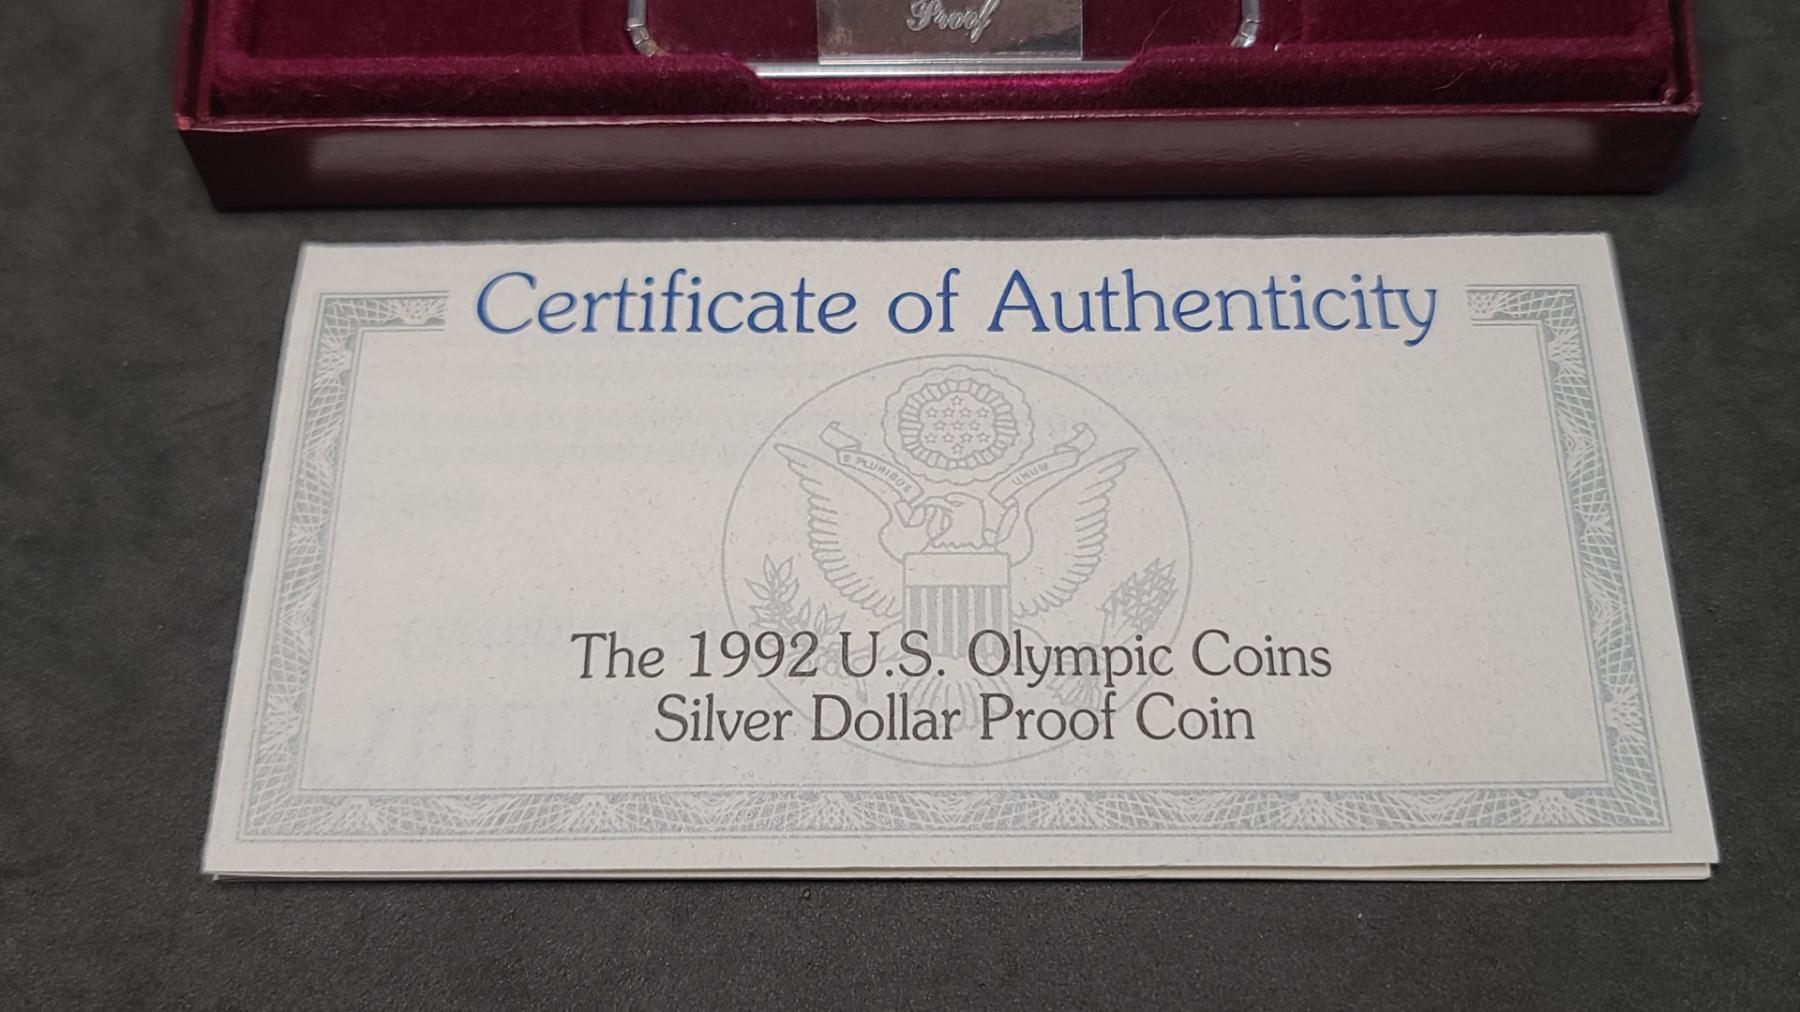 Proof
Certificate of Authenticity
E PLURIBUS UNUM
The 1992 U.S. Olympic Coins
Silver Dollar Proof Coin